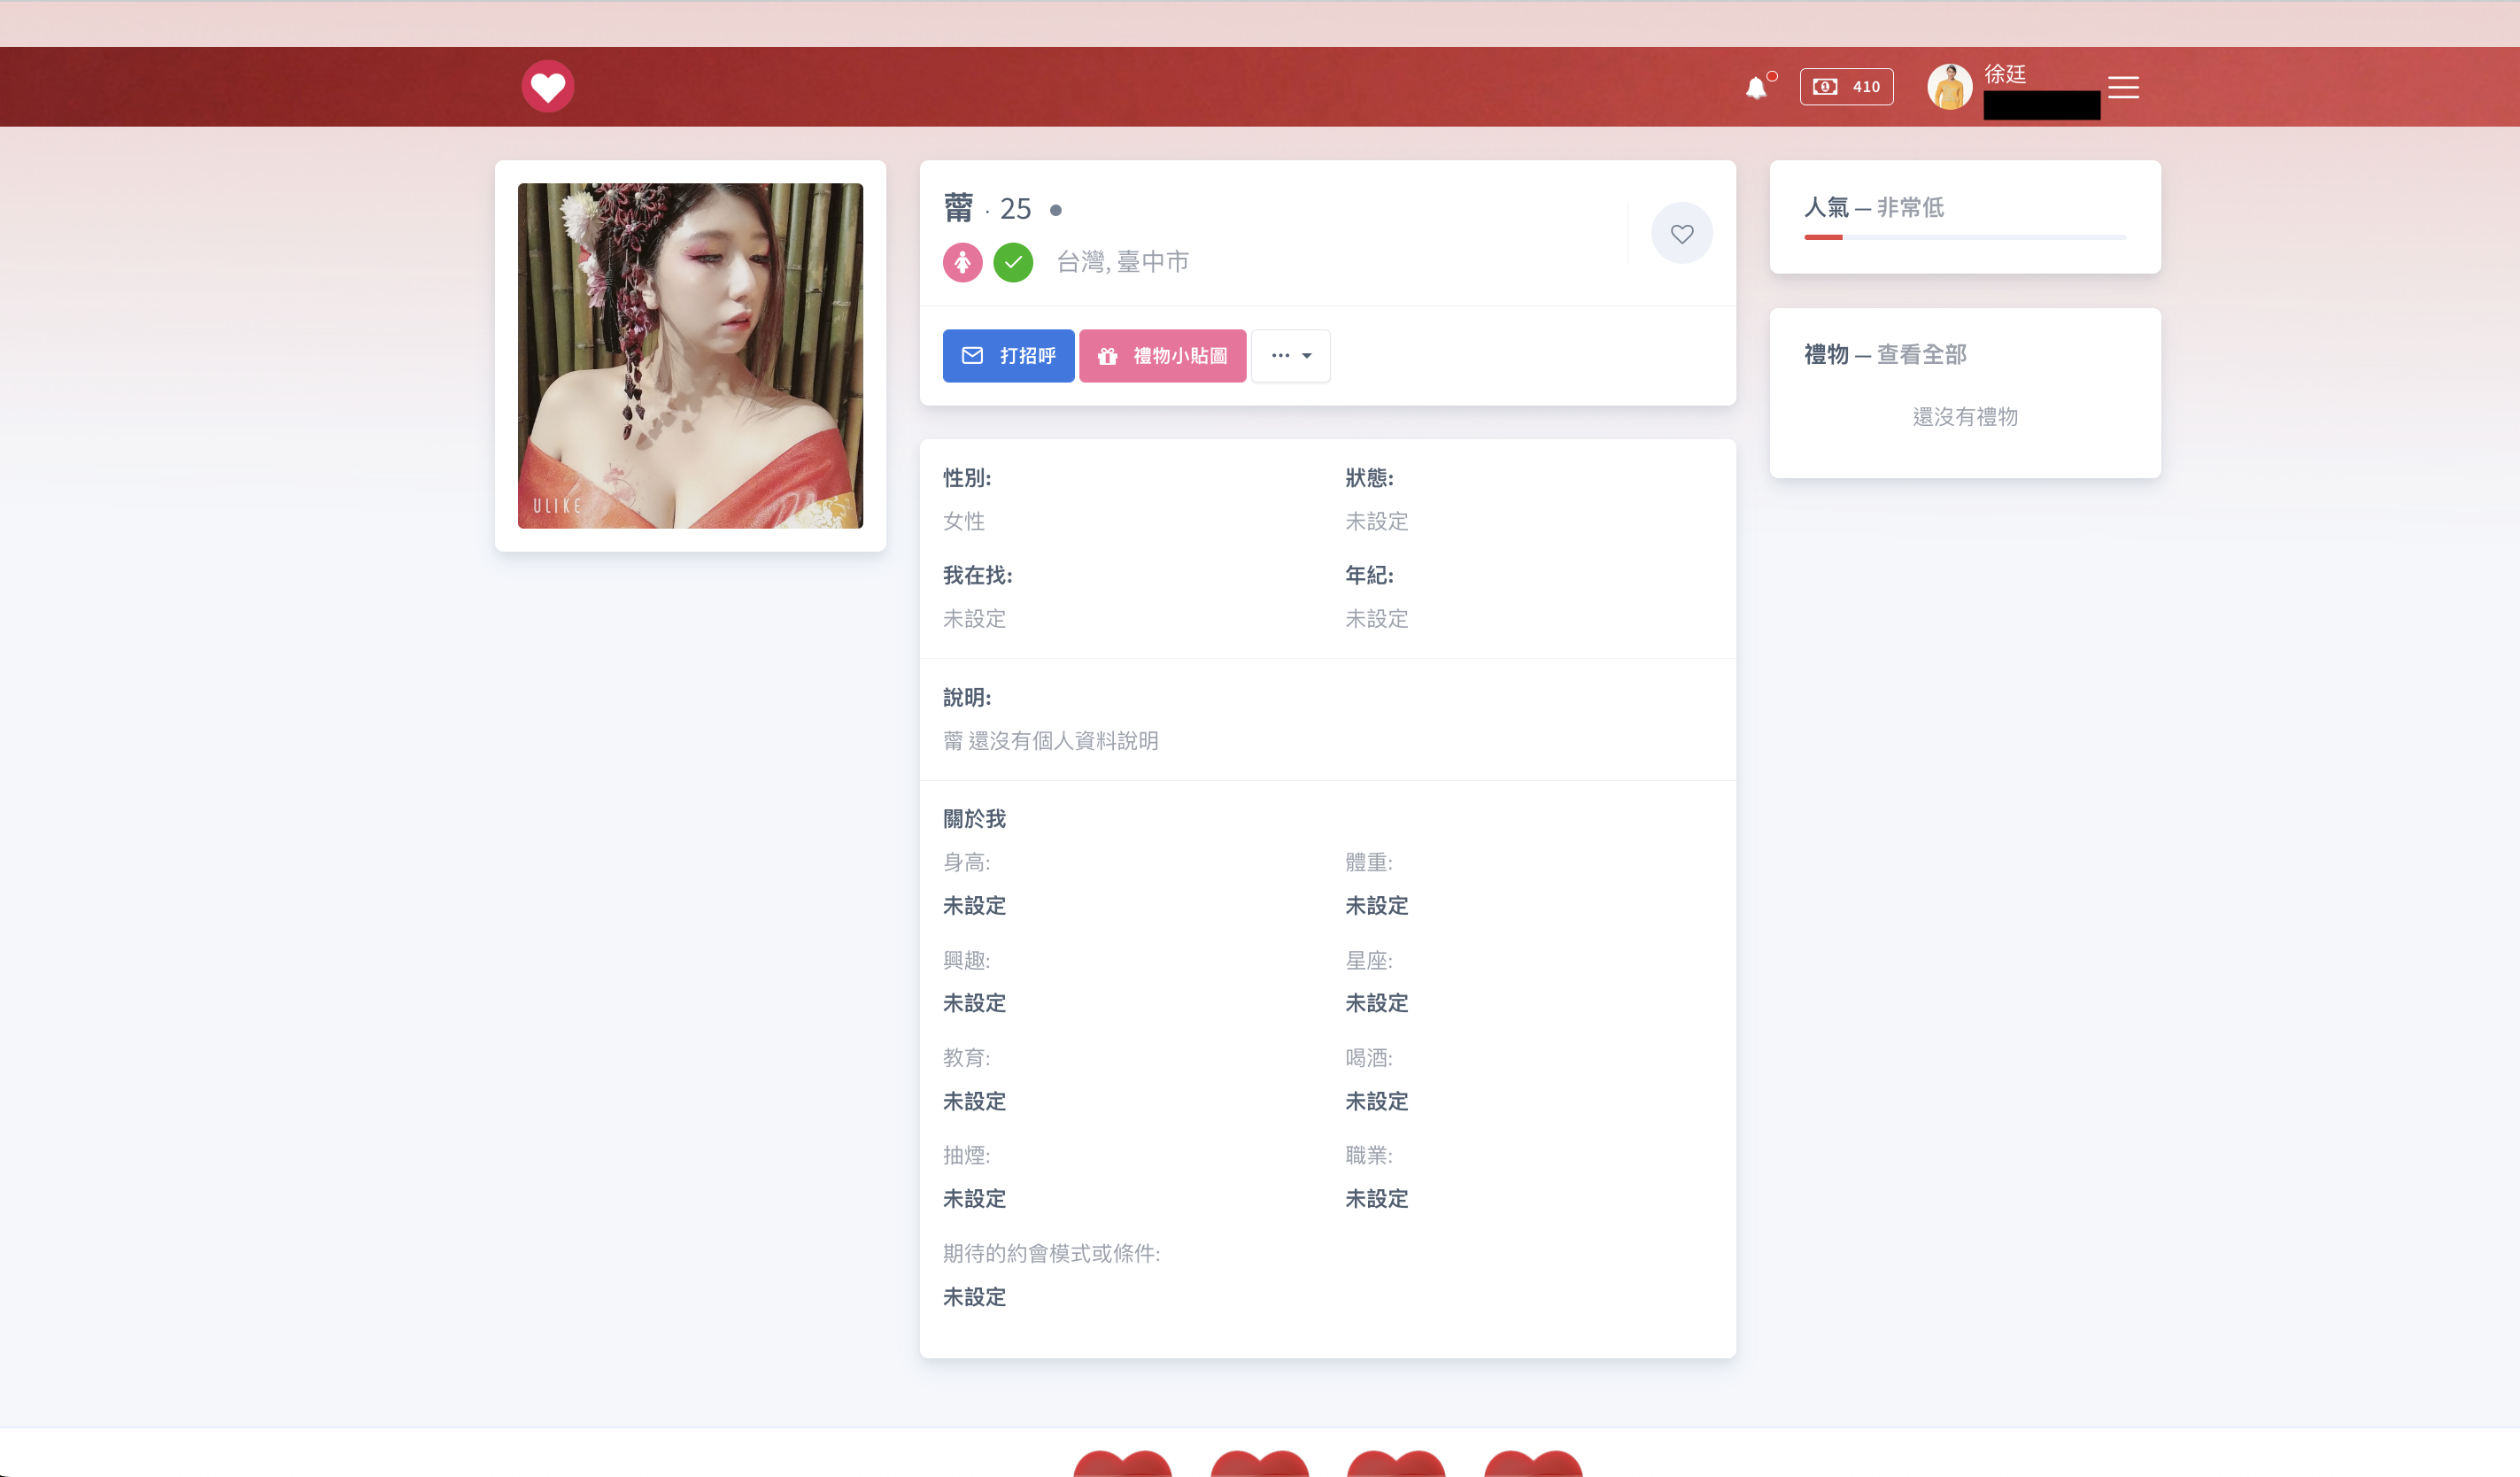 410
徐廷
ULIKE
蕾 · 25
台灣, 臺中市
打招呼
禮物小貼圖
人氣 — 非常低
禮物 — 查看全部
還沒有禮物
性別:
女性
狀態:
未設定
我在找:
未設定
年紀:
未設定
說明:
蕾 還沒有個人資料說明
關於我
身高:
未設定
體重:
未設定
興趣:
未設定
星座:
未設定
教育:
未設定
喝酒:
未設定
抽煙:
未設定
職業:
未設定
期待的約會模式或條件:
未設定